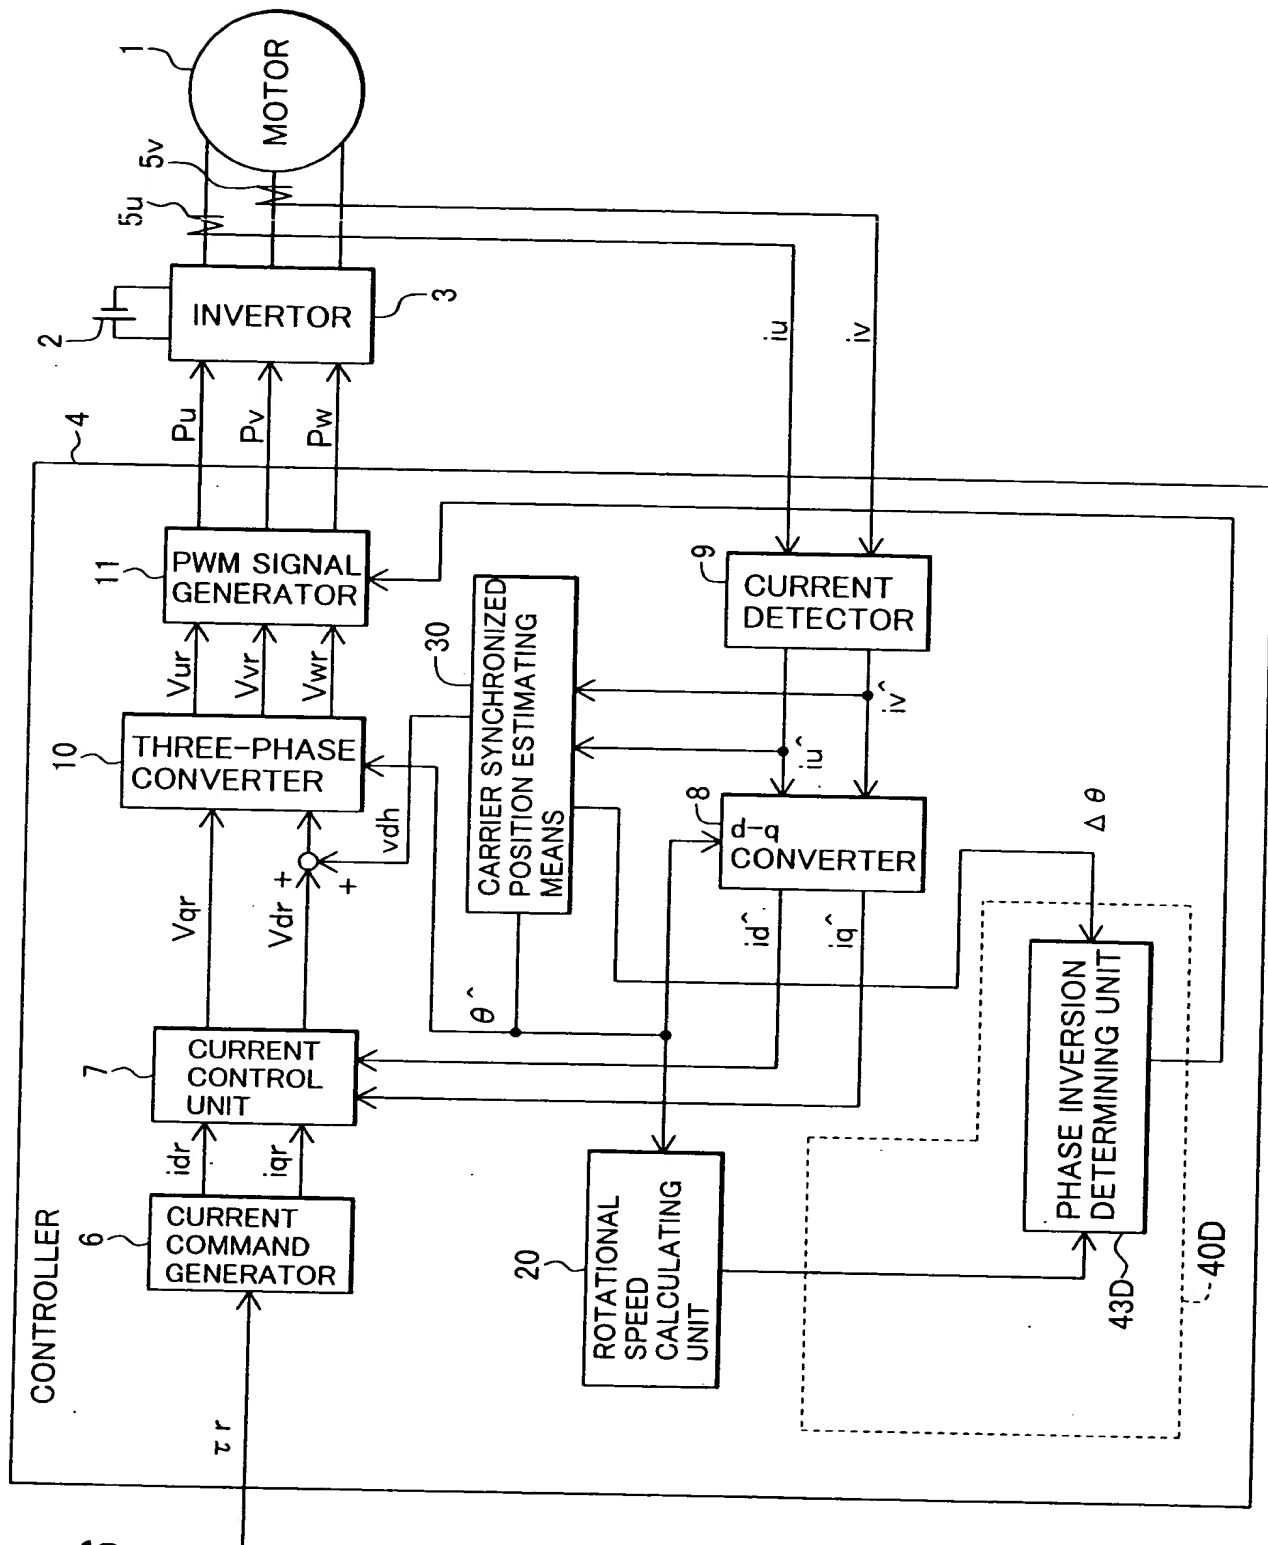 CONTROLLER
τr
6
CURRENT
COMMAND
GENERATOR
idr
iqr
7
CURRENT
CONTROL
UNIT
Vqr
Vdr
+
+
vdh
10
THREE-PHASE
CONVERTER
Vur
Vvr
Vwr
11
PWM SIGNAL
GENERATOR
4
Pu
Pv
Pw
2
INVERTOR
3
5u
5v
1
MOTOR
iu
iv
9
CURRENT
DETECTOR
iu^
iv^
8
d-q
CONVERTER
id^
iq^
30
CARRIER SYNCHRONIZED
POSITION ESTIMATING
MEANS
θ^
20
ROTATIONAL
SPEED
CALCULATING
UNIT
Δθ
PHASE INVERSION
DETERMINING UNIT
43D
40D